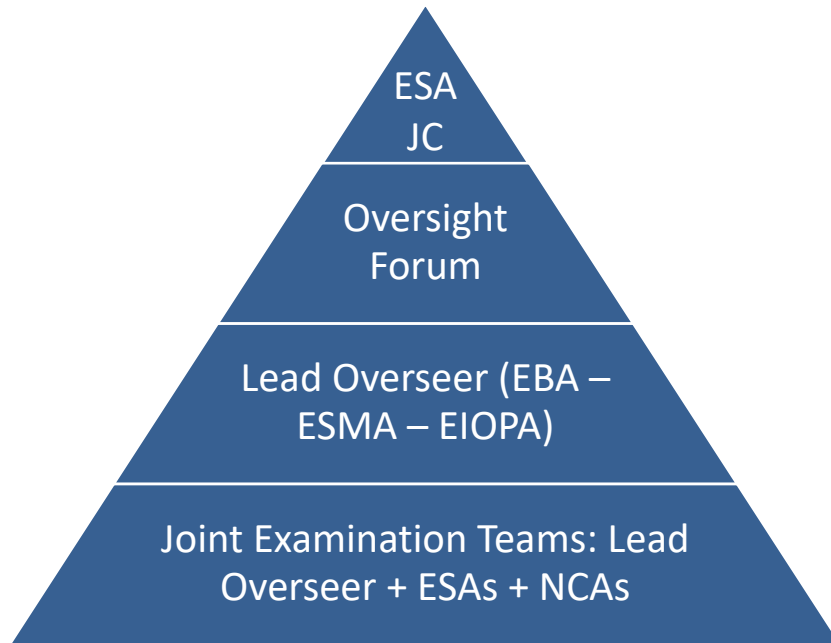 ESA
JC
Oversight
Forum
Lead Overseer (EBA –
ESMA – EIOPA)
Joint Examination Teams: Lead
Overseer + ESAs + NCAs